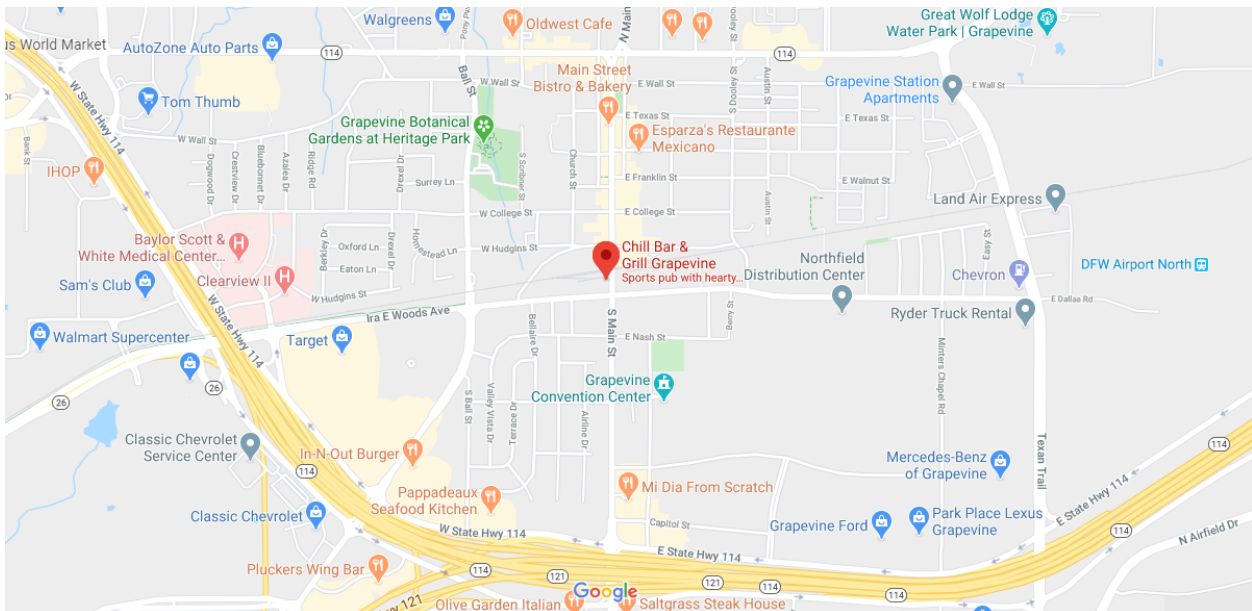 Walgreens
Oldwest Cafe
N Main
Great Wolf Lodge
Water Park | Grapevine
us World Market
AutoZone Auto Parts
114
114
Pony
Ball St
W Wall St
E Wall St
S Dooley St
Dooley St
Austin St
E Wall St
Main Street
Bistro & Bakery
Grapevine Station
Apartments
Tom Thumb
W State Hwy 114
W Wall St
Grapevine Botanical
Gardens at Heritage Park
E Texas St
E Texas St
Esparza's Restaurante
Mexicano
Bank St
IHOP
Dogwood Dr
Crestview Dr
Bluebonnet Dr
Azalea Dr
Ridge Rd
Drexel Dr
Surrey Ln
S Scribner St
Church St
E Franklin St
E Walnut St
Austin St
Land Air Express
W College St
E College St
Baylor Scott &
White Medical Center...
Berkley Dr
Oxford Ln
Drexel Dr
Homestead Ln
W Hudgins St
Chill Bar &
Grill Grapevine
Sports pub with hearty...
Northfield
Distribution Center
Easy St
Chevron
DFW Airport North
Eaton Ln
Clearview II
Sam's Club
W Hudgins St
W State Hwy 114
Ira E Woods Ave
Bellaire Dr
S Main St
Berry St
E Dallas Rd
Ryder Truck Rental
Walmart Supercenter
Target
E Nash St
Minters Chapel Rd
26
26
Grapevine
Convention Center
S Ball St
Valley Vista Dr
Terrace Dr
Airline Dr
Classic Chevrolet
Service Center
In-N-Out Burger
114
Texan Trail
114
Mercedes-Benz
of Grapevine
Pappadeaux
Seafood Kitchen
Mi Dia From Scratch
Classic Chevrolet
W State Hwy 114
Capitol St
Grapevine Ford
Park Place Lexus
Grapevine
E State Hwy 114
E State Hwy 114
N Airfield Dr
Pluckers Wing Bar
114
121
121
114
Hwy 121
Google
Olive Garden Italian
Saltgrass Steak House
114